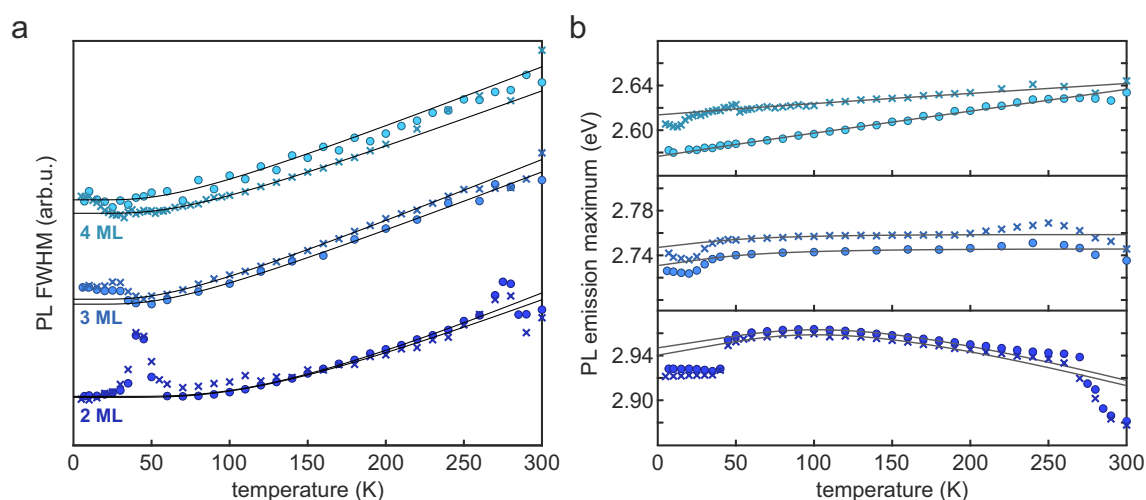 a
PL FWHM (arb.u.)
4 ML
3 ML
2 ML
0 50 100 150 200 250 300
temperature (K)
b
PL emission maximum (eV)
2.64
2.60
2.78
2.74
2.94
2.90
0 50 100 150 200 250 300
temperature (K)